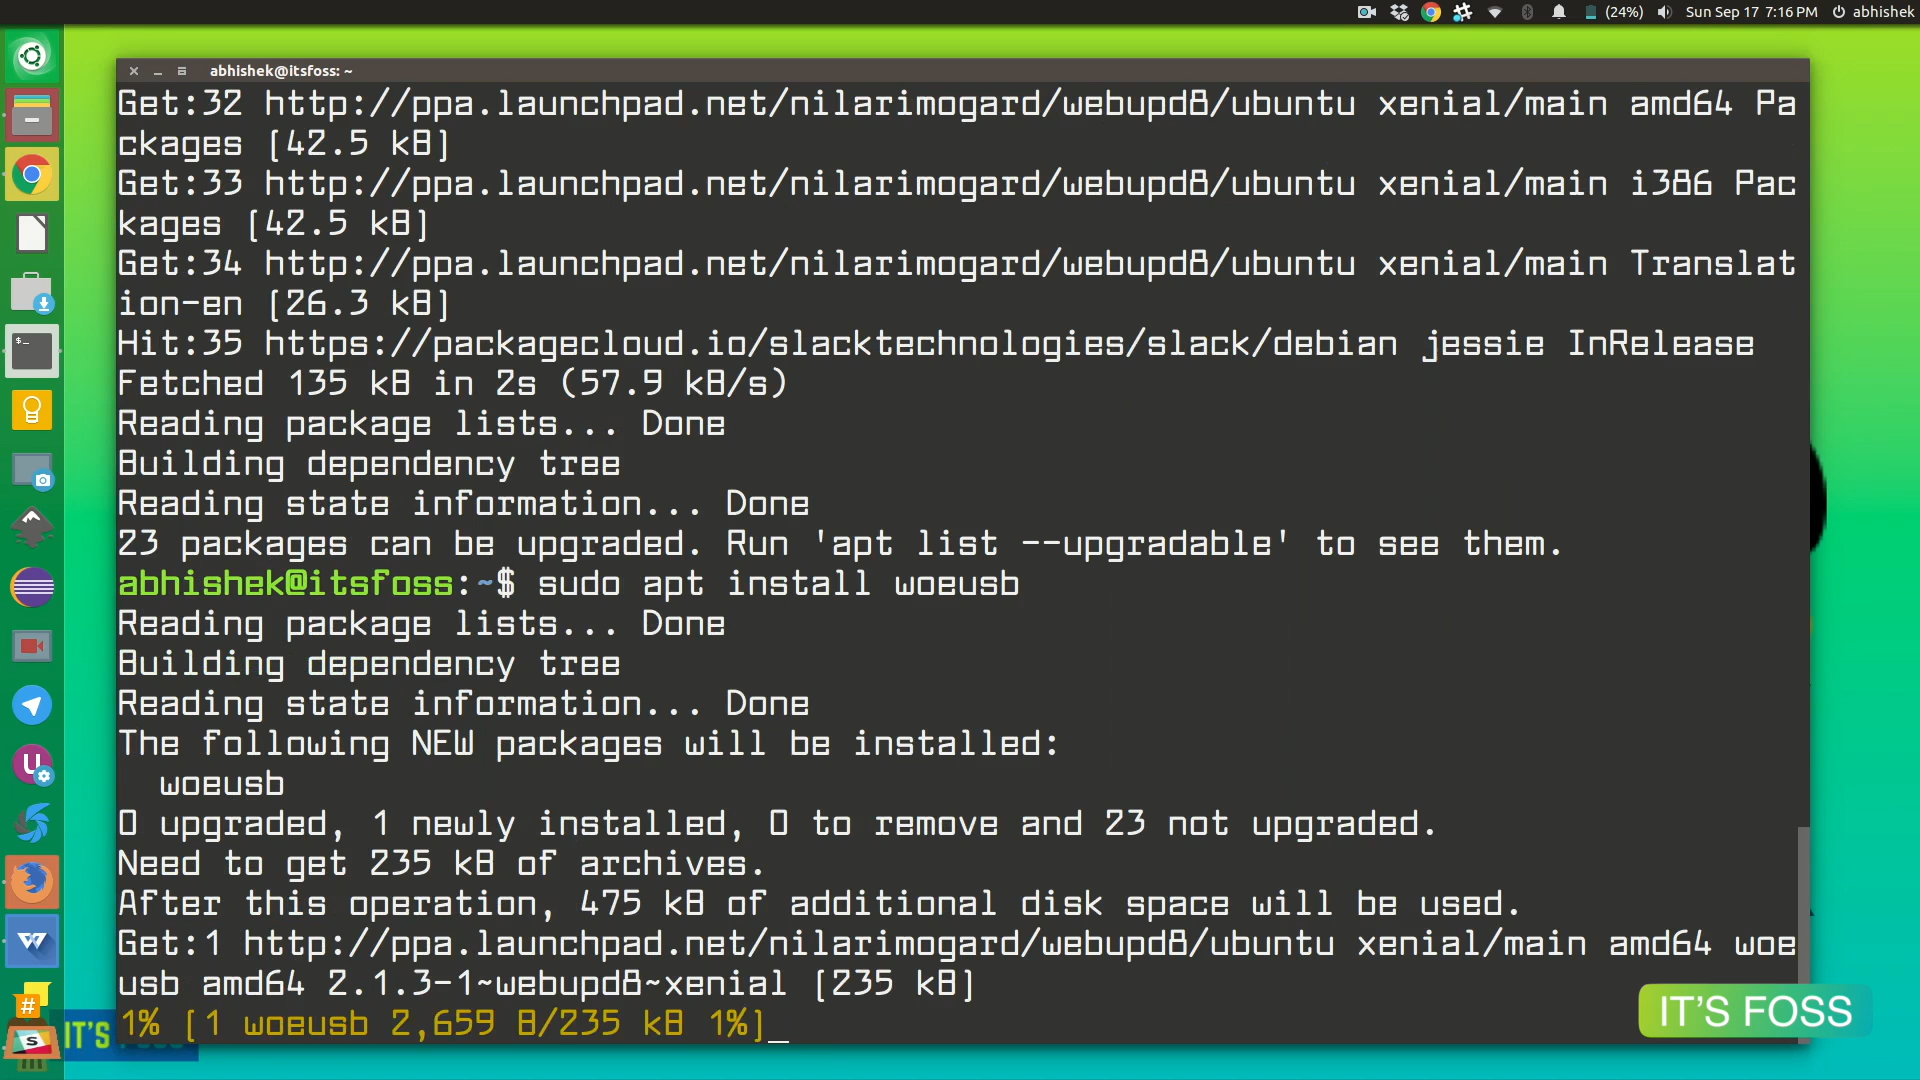 (24%) Sun Sep 17 7:16 PM abhishek
abhishek@itsfoss: ~
Get:32 http://ppa.launchpad.net/nilarimogard/webupd8/ubuntu xenial/main amd64 Pa
ckages [42.5 kB]
Get:33 http://ppa.launchpad.net/nilarimogard/webupd8/ubuntu xenial/main i386 Pac
kages [42.5 kB]
Get:34 http://ppa.launchpad.net/nilarimogard/webupd8/ubuntu xenial/main Translat
ion-en [26.3 kB]
Hit:35 https://packagecloud.io/slacktechnologies/slack/debian jessie InRelease
Fetched 135 kB in 2s (57.9 kB/s)
Reading package lists... Done
Building dependency tree
Reading state information... Done
23 packages can be upgraded. Run 'apt list --upgradable' to see them.
abhishek@itsfoss:~$ sudo apt install woeusb
Reading package lists... Done
Building dependency tree
Reading state information... Done
The following NEW packages will be installed:
  woeusb
0 upgraded, 1 newly installed, 0 to remove and 23 not upgraded.
Need to get 235 kB of archives.
After this operation, 475 kB of additional disk space will be used.
Get:1 http://ppa.launchpad.net/nilarimogard/webupd8/ubuntu xenial/main amd64 woe
usb amd64 2.1.3-1~webupd8~xenial [235 kB]
1% [1 woeusb 2,659 B/235 kB 1%]
IT'S FOSS
IT'S